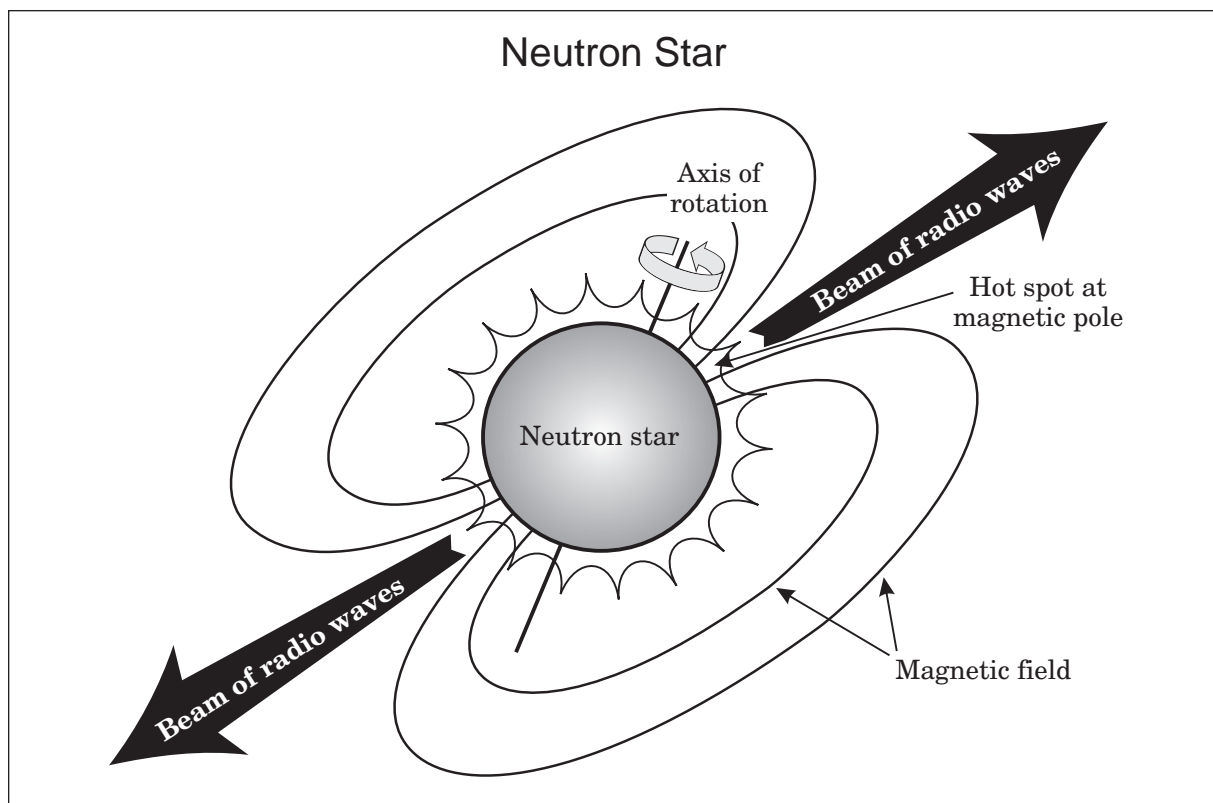 Neutron Star
Axis of
rotation
Beam of radio waves
Hot spot at
magnetic pole
Neutron star
Beam of radio waves
Magnetic field